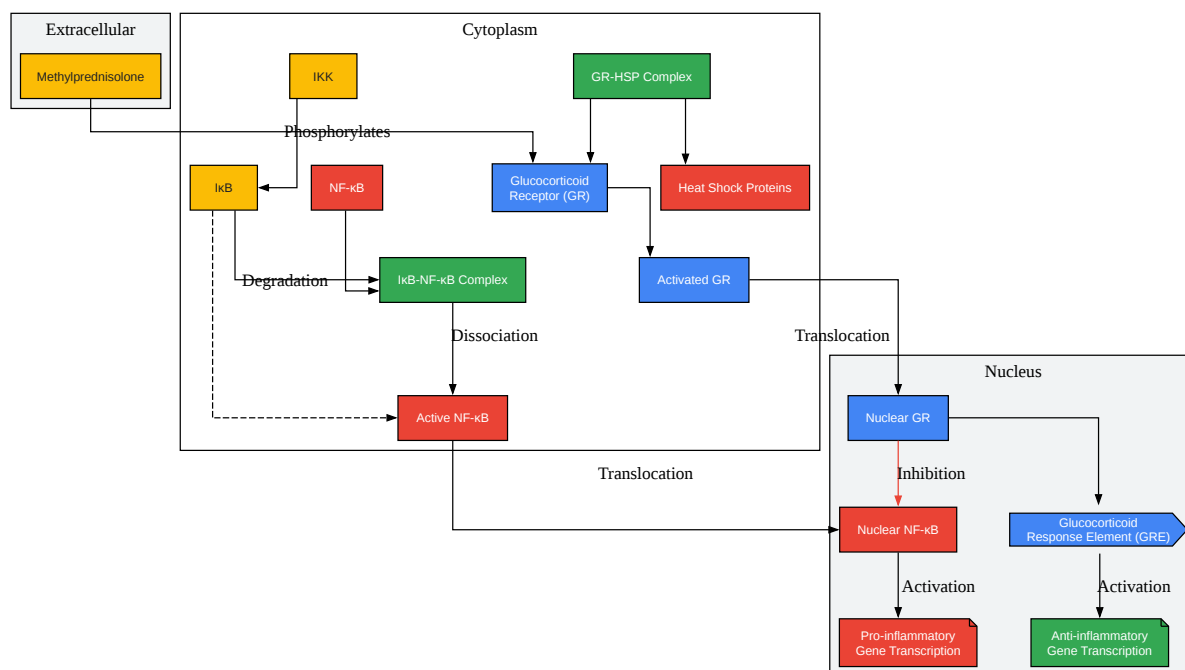 Extracellular
Cytoplasm
Methylprednisolone
IKK
GR-HSP Complex
Phosphorylates
IκB
NF-κB
Glucocorticoid
Receptor (GR)
Heat Shock Proteins
Degradation
IκB-NF-κB Complex
Activated GR
Dissociation
Translocation
Nucleus
Active NF-κB
Nuclear GR
Translocation
Inhibition
Nuclear NF-κB
Glucocorticoid
Response Element (GRE)
Activation
Activation
Pro-inflammatory
Gene Transcription
Anti-inflammatory
Gene Transcription